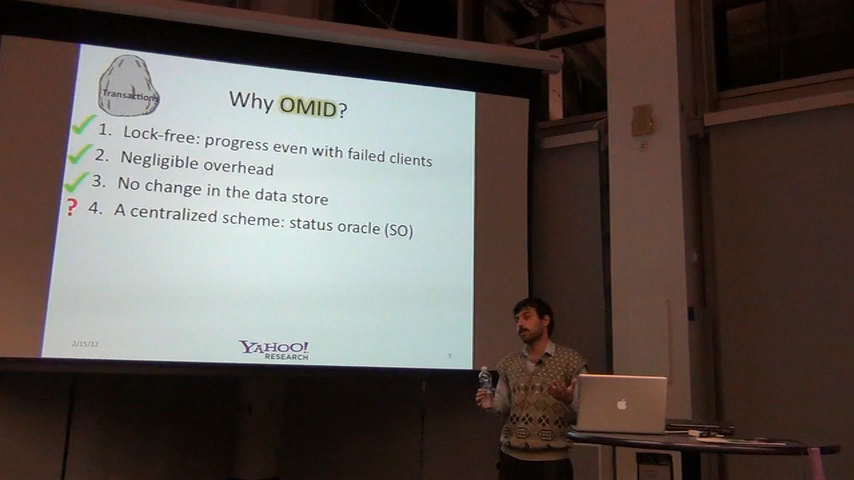 Transactions
Why OMID?
1. Lock-free: progress even with failed clients
2. Negligible overhead
3. No change in the data store
? 4. A centralized scheme: status oracle (SO)
2/15/12
YAHOO!
RESEARCH